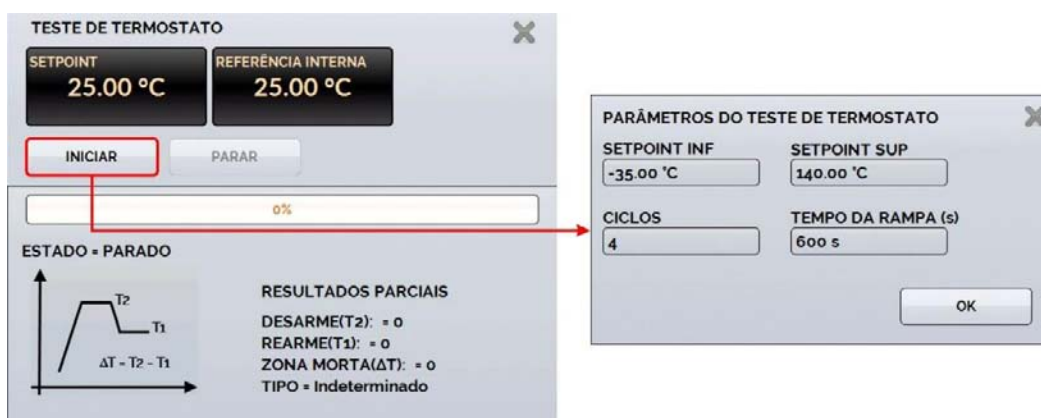 TESTE DE TERMOSTATO
SETPOINT
25.00 ºC
REFERÊNCIA INTERNA
25.00 ºC
INICIAR
PARAR
0%
ESTADO = PARADO
T2
T1
ΔT = T2 - T1
RESULTADOS PARCIAIS
DESARME(T2): = 0
REARME(T1): = 0
ZONA MORTA(ΔT): = 0
TIPO = Indeterminado
PARÂMETROS DO TESTE DE TERMOSTATO
SETPOINT INF
-35.00 °C
SETPOINT SUP
140.00 °C
CICLOS
4
TEMPO DA RAMPA (s)
600 s
OK